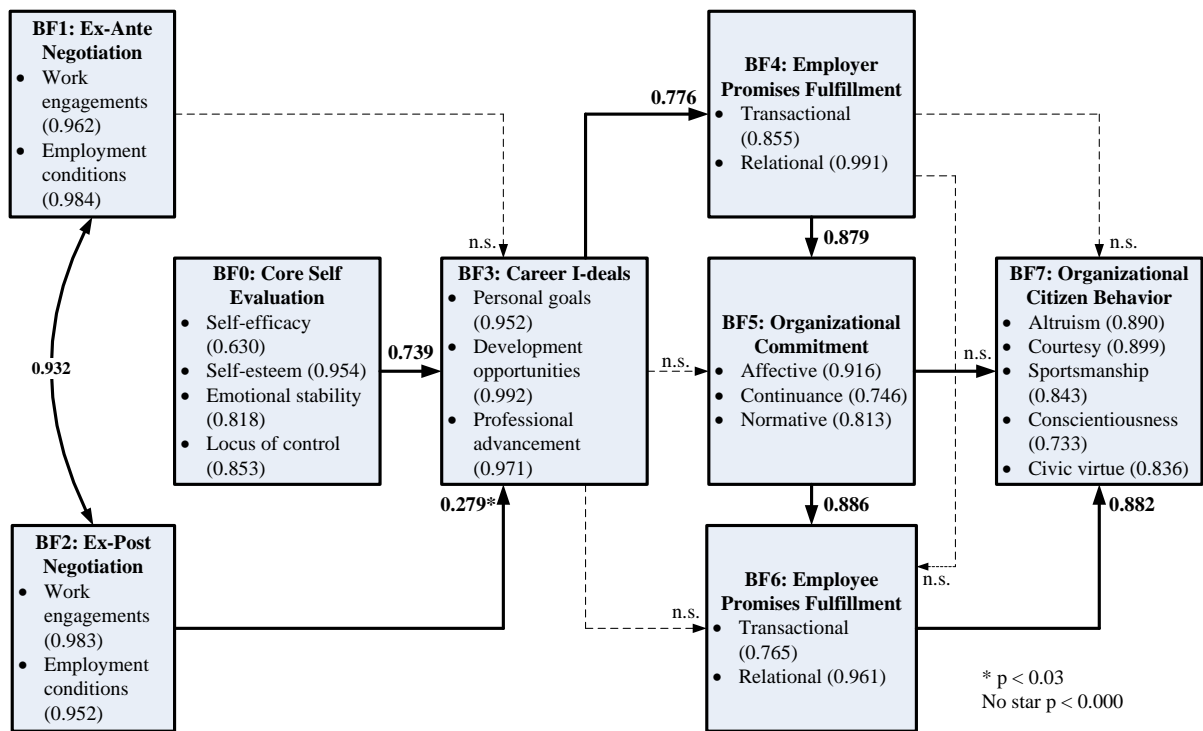 BF1: Ex-Ante
Negotiation
• Work
engagements
(0.962)
• Employment
conditions
(0.984)
0.932
BF2: Ex-Post
Negotiation
• Work
engagements
(0.983)
• Employment
conditions
(0.952)
BF0: Core Self
Evaluation
• Self-efficacy
(0.630)
• Self-esteem (0.954)
• Emotional stability
(0.818)
• Locus of control
(0.853)
0.739
n.s.
BF3: Career I-deals
• Personal goals
(0.952)
• Development
opportunities
(0.992)
• Professional
advancement
(0.971)
0.279*
0.776
n.s.
n.s.
BF4: Employer
Promises Fulfillment
• Transactional
(0.855)
• Relational (0.991)
0.879
BF5: Organizational
Commitment
• Affective (0.916)
• Continuance (0.746)
• Normative (0.813)
0.886
BF6: Employee
Promises Fulfillment
• Transactional
(0.765)
• Relational (0.961)
n.s.
n.s.
n.s.
BF7: Organizational
Citizen Behavior
• Altruism (0.890)
• Courtesy (0.899)
• Sportsmanship
(0.843)
• Conscientiousness
(0.733)
• Civic virtue (0.836)
0.882
* p < 0.03
No star p < 0.000